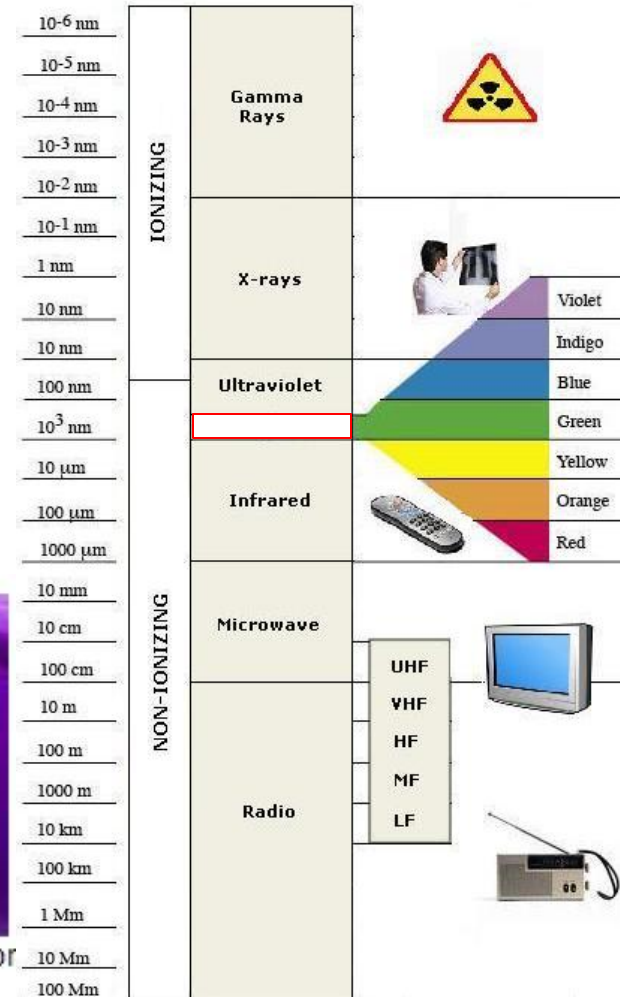 10-6 nm
10-5 nm
10-4 nm
10-3 nm
10-2 nm
10-1 nm
1 nm
10 nm
10 nm
100 nm
103 nm
10 μm
100 μm
1000 μm
10 mm
10 cm
100 cm
10 m
100 m
1000 m
10 km
100 km
1 Mm
10 Mm
100 Mm
or
IONIZING
NON-IONIZING
Gamma
Rays
X-rays
Ultraviolet
Infrared
Microwave
Radio
UHF
VHF
HF
MF
LF
Violet
Indigo
Blue
Green
Yellow
Orange
Red